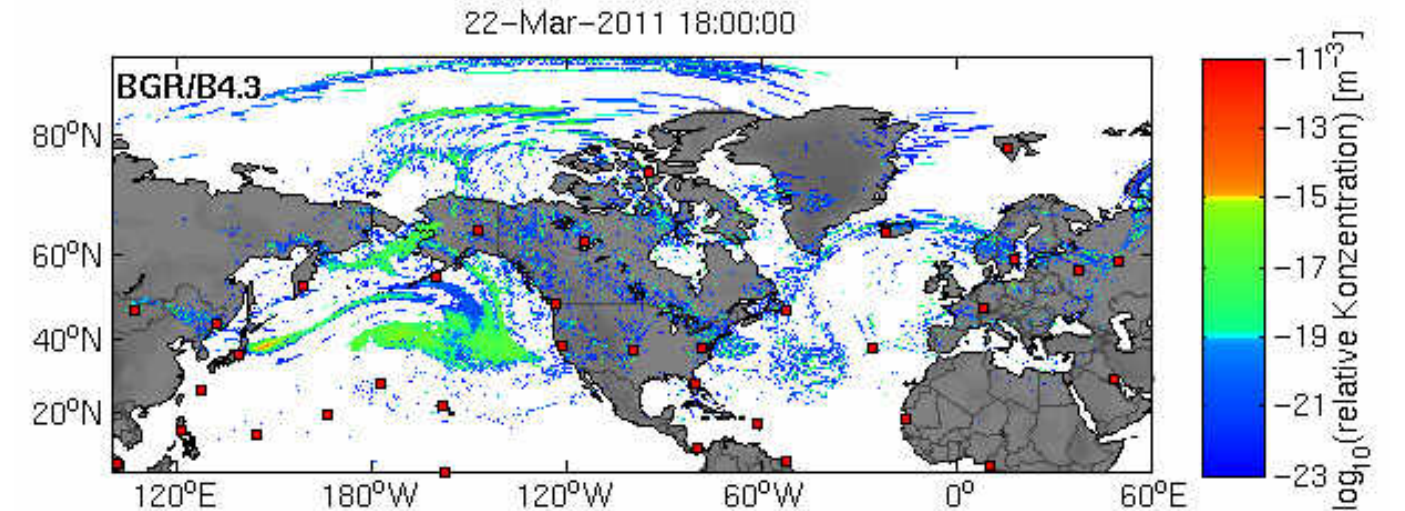 22-Mar-2011 18:00:00
BGR/B4.3
80°N
60°N
40°N
20°N
120°E
180°W
120°W
60°W
0°
60°E
-11
-13
-15
-17
-19
-21
-23
log10(relative Konzentration) [m-3]